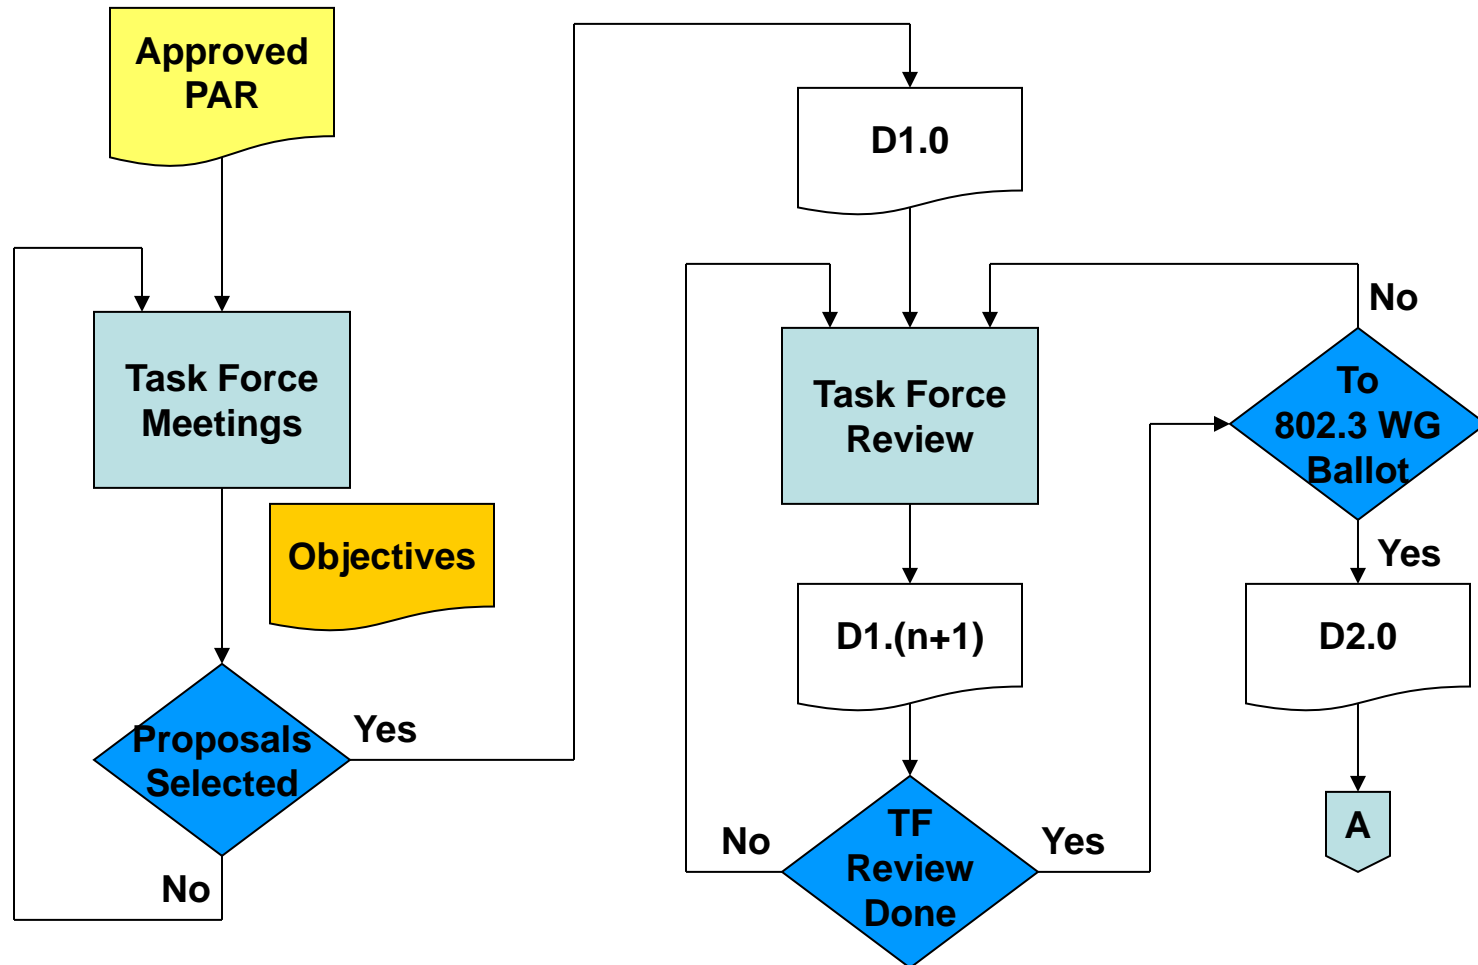 Approved
PAR
Task Force
Meetings
Objectives
Proposals
Selected
Yes
No
D1.0
Task Force
Review
D1.(n+1)
TF
Review
Done
No
Yes
To
802.3 WG
Ballot
No
Yes
D2.0
A